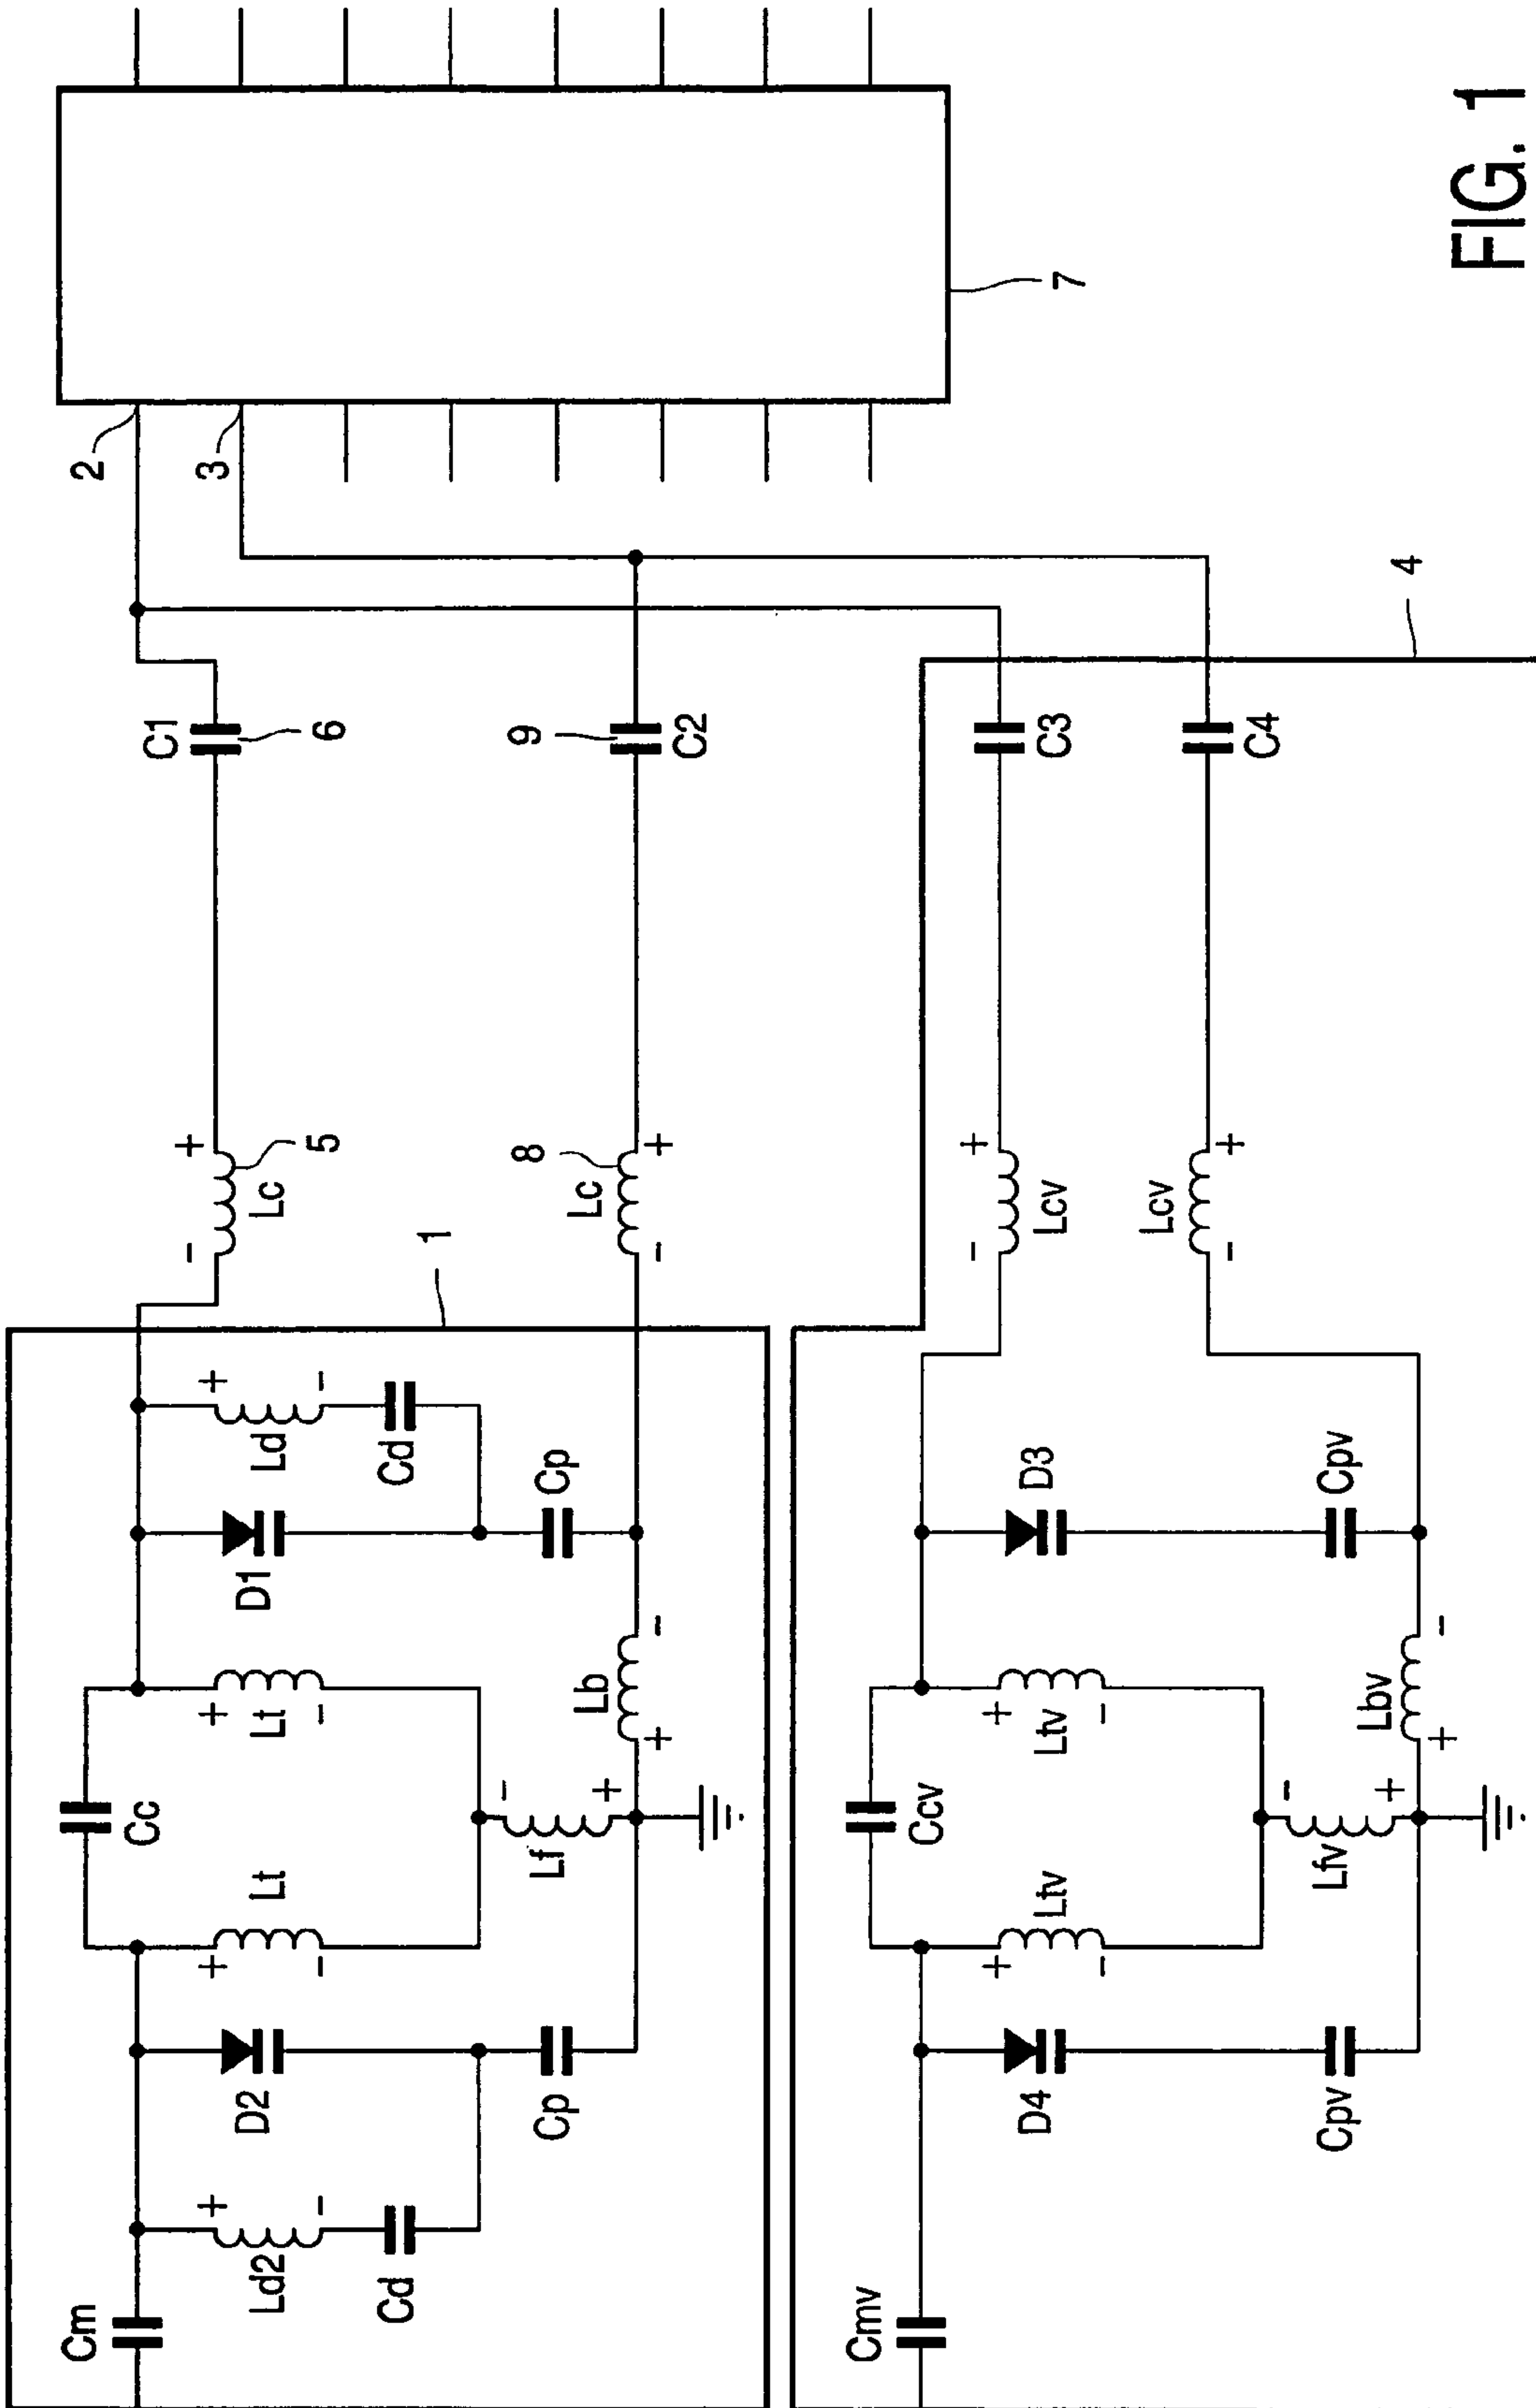 Cm
Cc
Ld2
D2
Lt
Lt
D1
Ld
Cd
Cp
Lf
Lb
Cp
Cd
1
Lc
5
Lc
8
C1
6
9
C2
2
3
7
Cmv
Ccv
D4
Ltv
Ltv
D3
Cpv
Lfv
Lbv
Cpv
Lcv
Lcv
C3
C4
4
+ -
+ -
+ -
+ -
- +
+ -
- +
- +
+ -
+ -
- +
+ -
- +
- +
FIG. 1